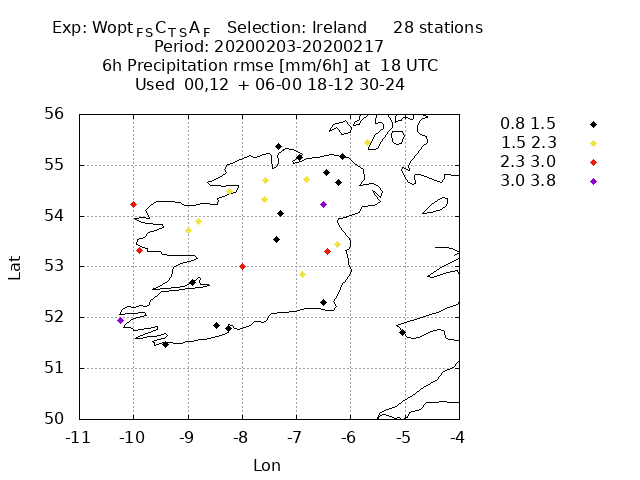 Exp: Wopt FS C TS A F   Selection: Ireland     28 stations
Period: 20200203-20200217
6h Precipitation rmse [mm/6h] at  18 UTC
Used  00,12  + 06-00 18-12 30-24
0.8 1.5
1.5 2.3
2.3 3.0
3.0 3.8
56
55
54
53
52
51
50
Lat
-11 -10 -9 -8 -7 -6 -5 -4
Lon